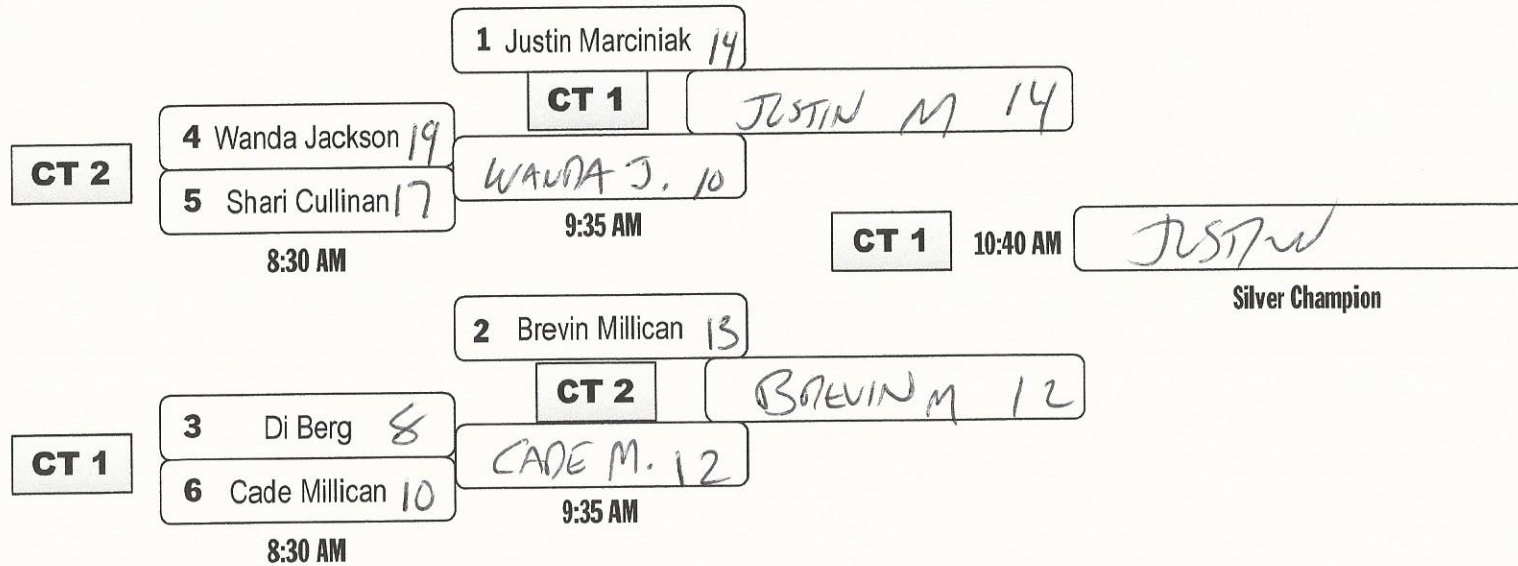 1 Justin Marciniak 14
CT 1
JUSTIN M 14
4 Wanda Jackson 19
CT 2
5 Shari Cullinan 17
WANDA J. 10
8:30 AM
9:35 AM
CT 1 10:40 AM JUSTIN
Silver Champion
2 Brevin Millican 13
CT 2
BREVIN M 12
3 Di Berg 8
CT 1
6 Cade Millican 10
CADE M. 12
8:30 AM
9:35 AM